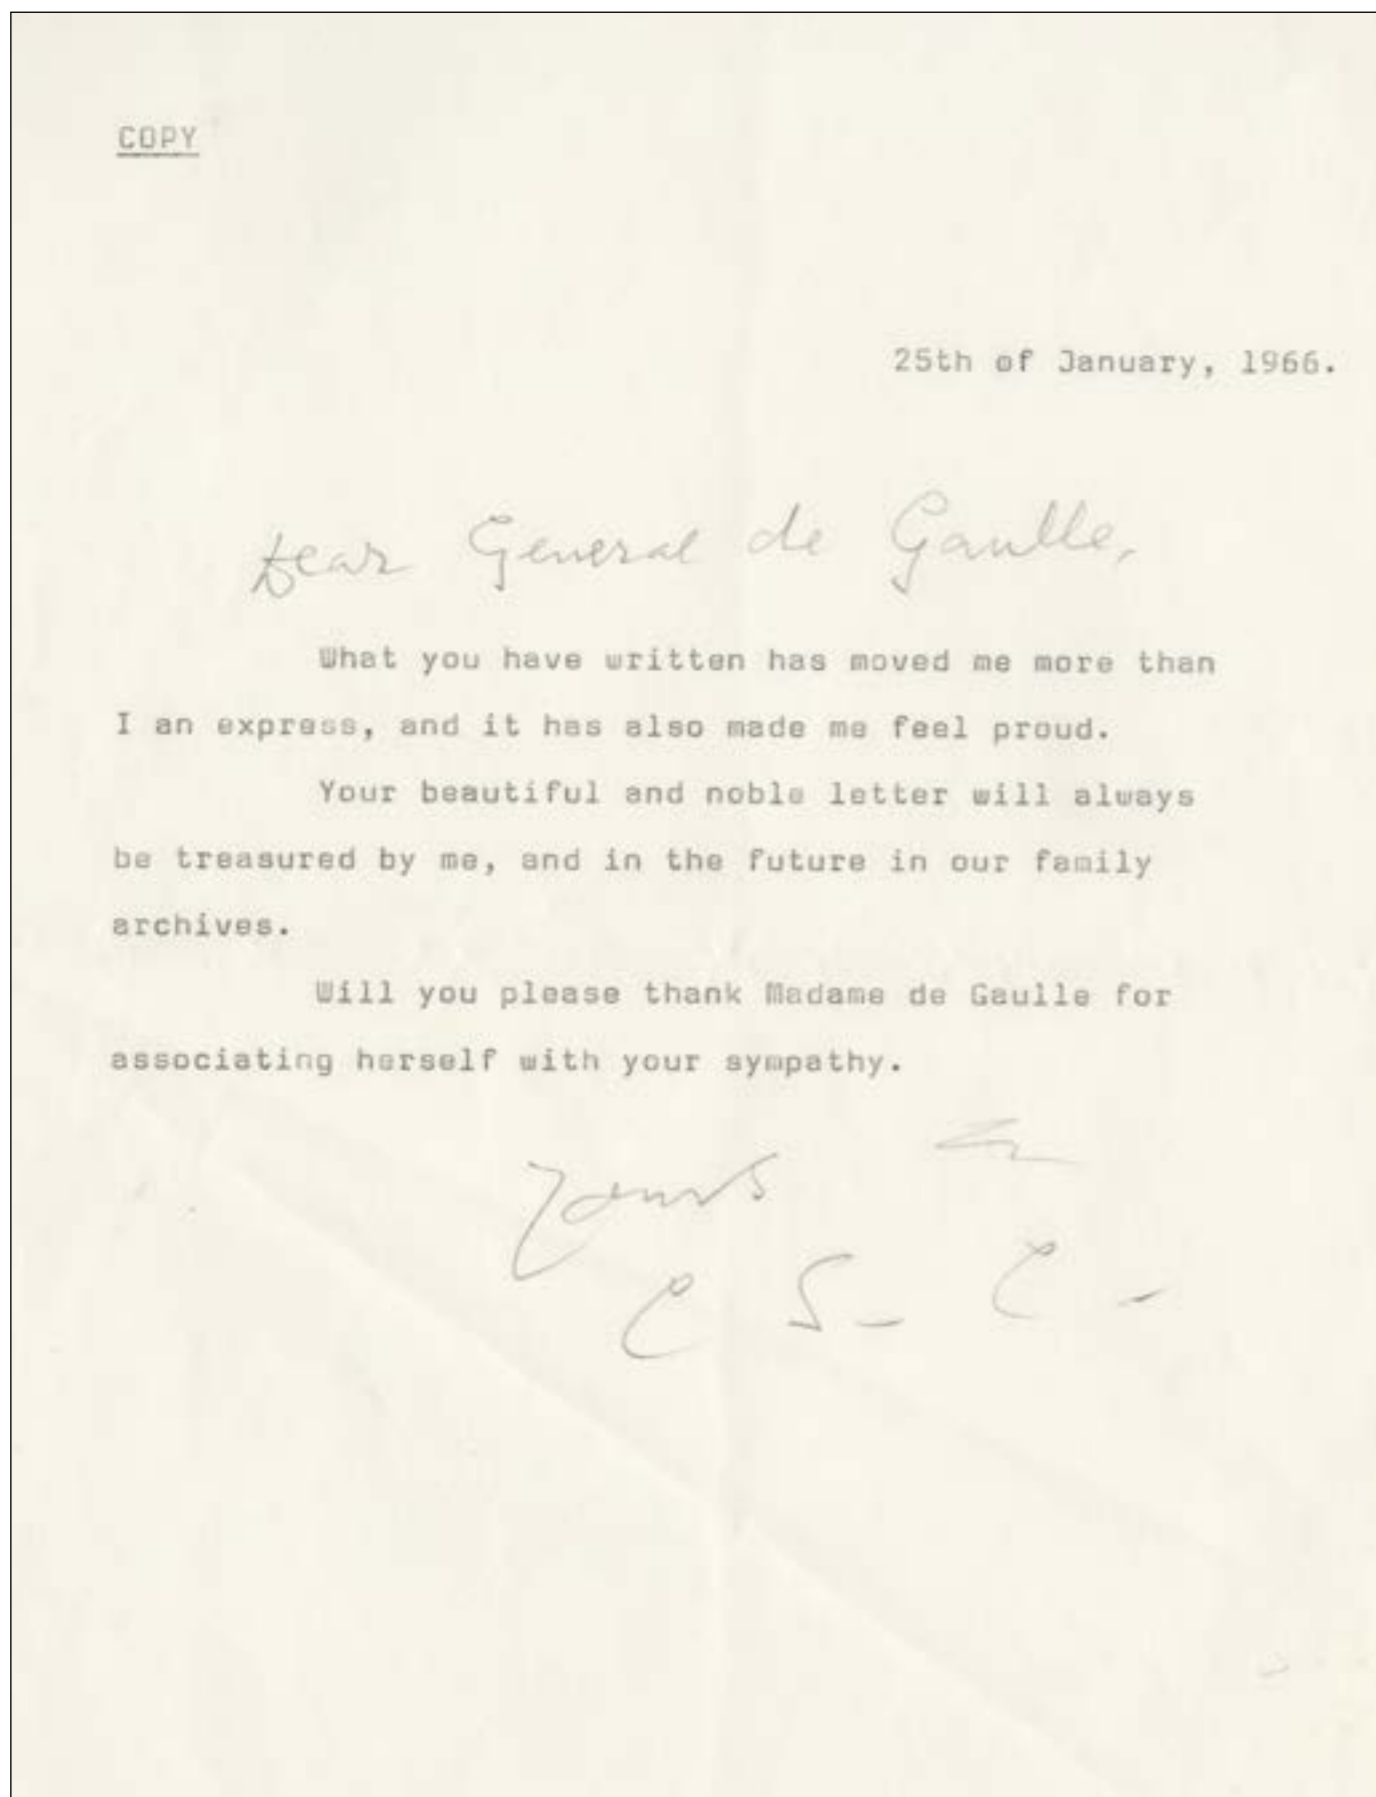 COPY
25th of January, 1966.
Dear General de Gaulle,
What you have written has moved me more than
I an express, and it has also made me feel proud.
Your beautiful and noble letter will always
be treasured by me, and in the future in our family
archives.
Will you please thank Madame de Gaulle for
associating herself with your sympathy.
Yours
C S. C.